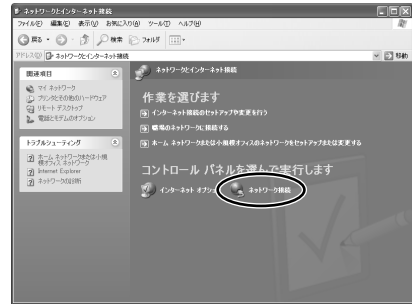 ネットワークとインターネット接続
ファイル(F) 編集(E) 表示(V) お気に入り(A) ツール(T) ヘルプ(H)
戻る 検索 フォルダ
アドレス(D) ネットワークとインターネット接続 移動
関連項目
マイ ネットワーク
プリンタとその他のハードウェア
リモート デスクトップ
電話とモデムのオプション
トラブルシューティング
ホーム ネットワークまたは小規
模オフィス ネットワーク
Internet Explorer
ネットワークの診断
ネットワークとインターネット接続
作業を選びます
インターネット接続のセットアップや変更を行う
職場のネットワークに接続する
ホーム ネットワークまたは小規模オフィスのネットワークをセットアップまたは変更する
コントロール パネルを選んで実行します
インターネット オプション ネットワーク接続